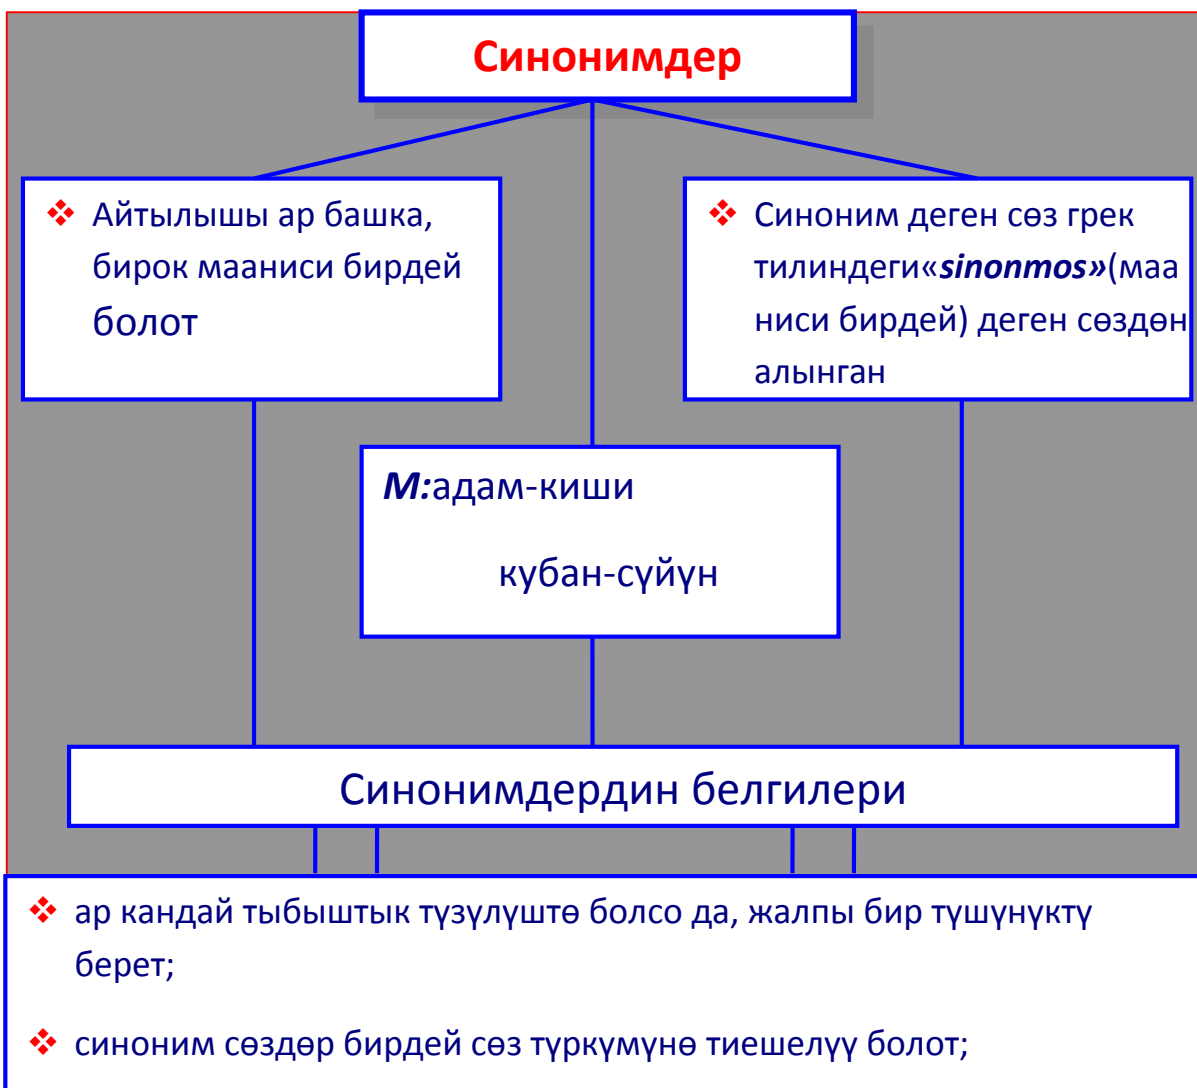 Синонимдер
❖ Айтылышы ар башка,
бирок мааниси бирдей
болот
❖ Синоним деген сөз грек
тилиндеги«sinonmos»(маа
ниси бирдей) деген сөздөн
алынган
М:адам-киши
кубан-сүйүн
Синонимдердин белгилери
❖ ар кандай тыбыштык түзүлүштө болсо да, жалпы бир түшүнүктү
берет;
❖ синоним сөздөр бирдей сөз түркүмүнө тиешелүү болот;